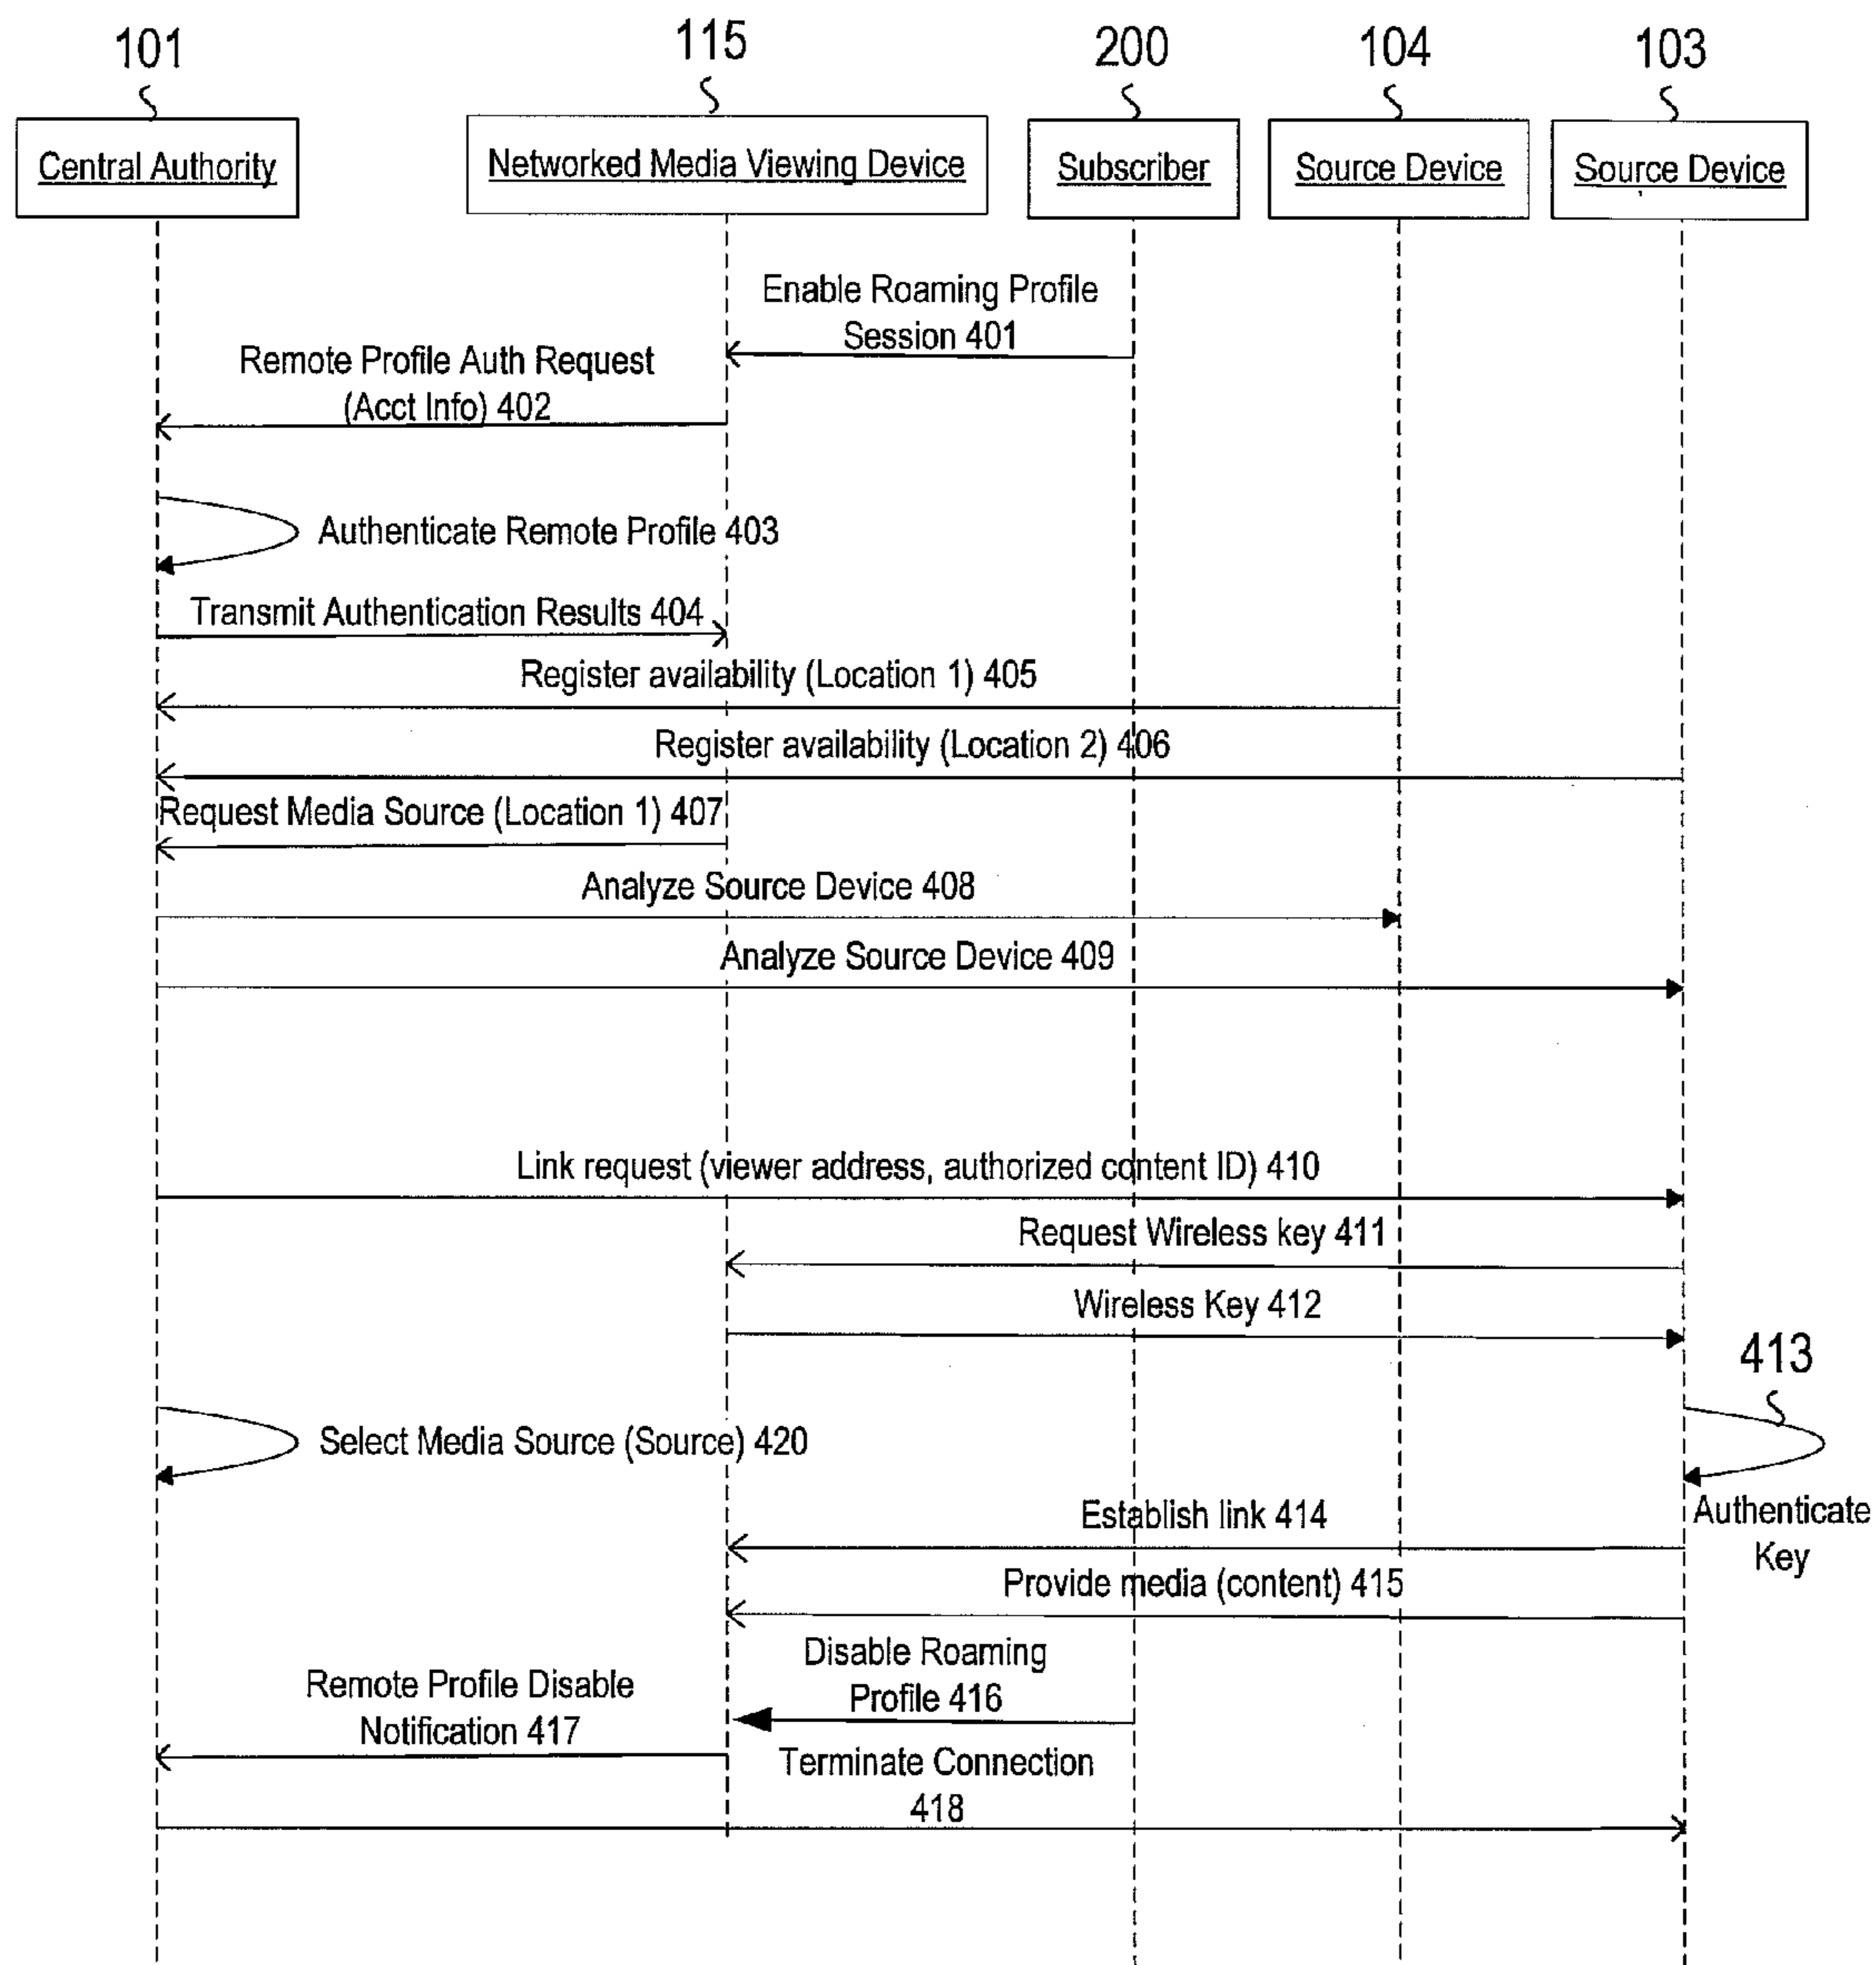 101
115
200
104
103
Central Authority
Networked Media Viewing Device
Subscriber
Source Device
Source Device
Enable Roaming Profile
Session 401
Remote Profile Auth Request
(Acct Info) 402
Authenticate Remote Profile 403
Transmit Authentication Results 404
Register availability (Location 1) 405
Register availability (Location 2) 406
Request Media Source (Location 1) 407
Analyze Source Device 408
Analyze Source Device 409
Link request (viewer address, authorized content ID) 410
Request Wireless key 411
Wireless Key 412
413
Select Media Source (Source) 420
Authenticate
Key
Establish link 414
Provide media (content) 415
Disable Roaming
Profile 416
Remote Profile Disable
Notification 417
Terminate Connection
418